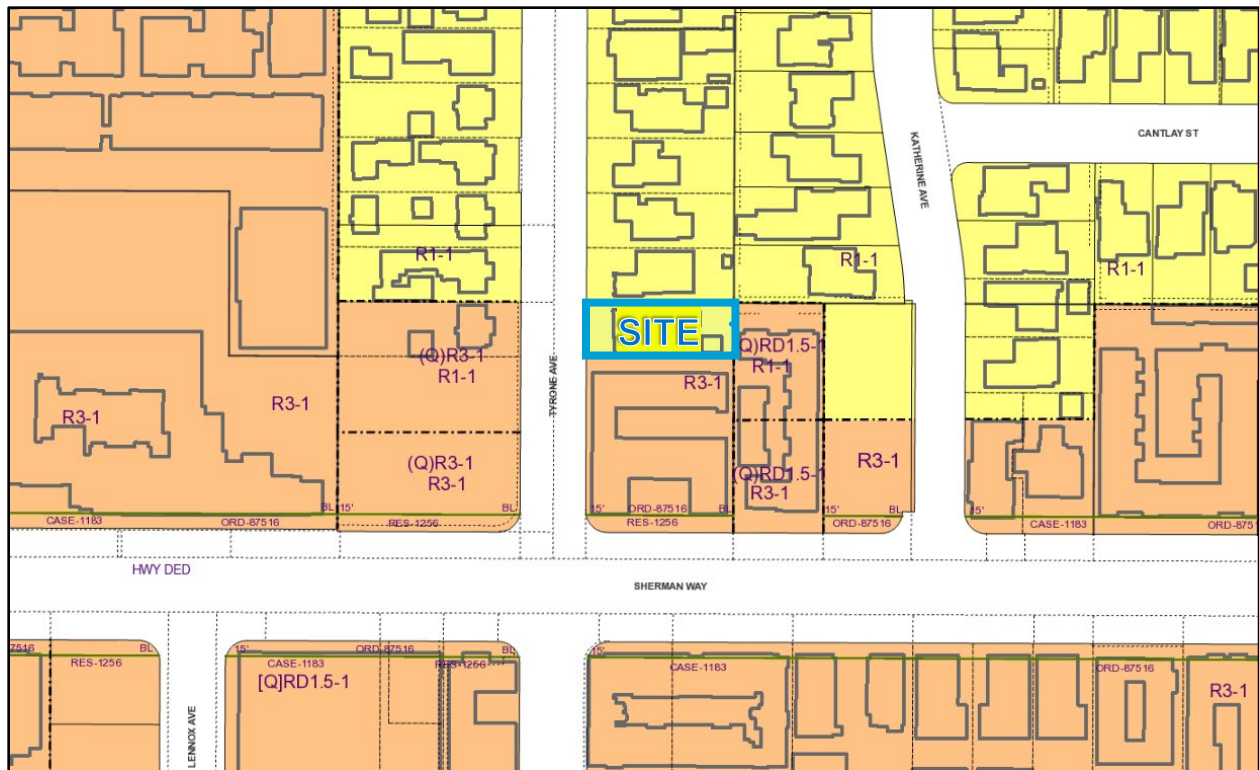 CANTLAY ST
KATHERINE AVE
R1-1
R1-1
R1-1
SITE
TYRONE AVE
(Q)R3-1
R1-1
Q)RD1.5-1
R1-1
R3-1
R3-1
R3-1
(Q)R3-1
R3-1
(Q)RD1.5-1
R3-1
R3-1
BL
15'
BL
15'
ORD-87516
BL
15'
BL
15'
CASE-1183
ORD-87516
RES-1256
RES-1256
ORD-87516
CASE-1183
ORD-875
HWY DED
SHERMAN WAY
7516
BL
15'
ORD-87516
BL
15'
RES-1256
CASE-1183
RES-1256
CASE-1183
ORD-87516
[Q]RD1.5-1
R3-1
LENNOX AVE